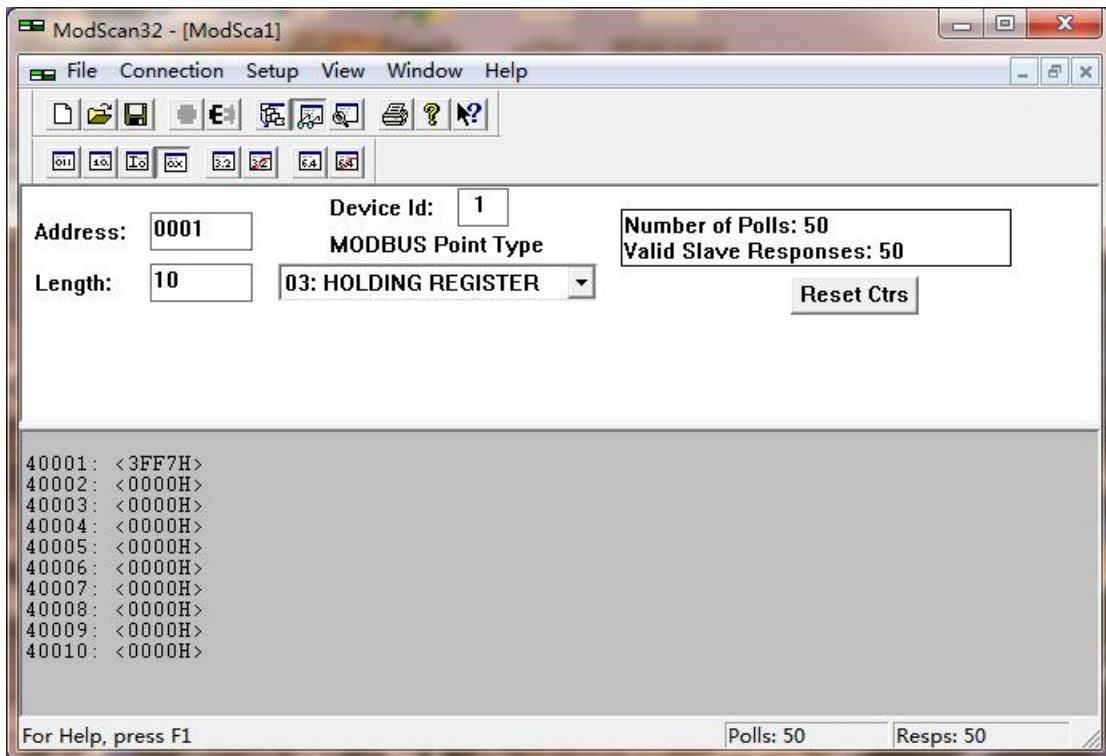 ModScan32 - [ModSca1]
File Connection Setup View Window Help
Address: 0001
Device Id: 1
MODBUS Point Type
Length: 10
03: HOLDING REGISTER
Number of Polls: 50
Valid Slave Responses: 50
Reset Ctrs
40001: <3FF7H>
40002: <0000H>
40003: <0000H>
40004: <0000H>
40005: <0000H>
40006: <0000H>
40007: <0000H>
40008: <0000H>
40009: <0000H>
40010: <0000H>
For Help, press F1
Polls: 50
Resps: 50